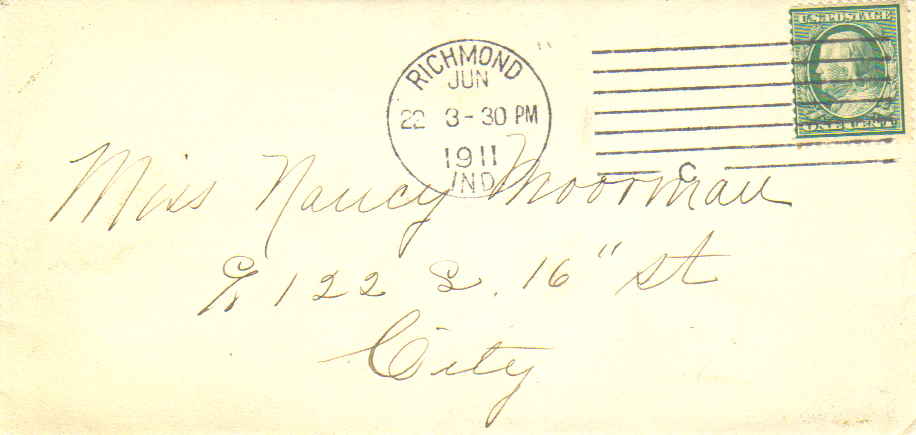 U.S. POSTAGE
ONE CENT
RICHMOND
JUN
22 3-30 PM
1911
IND.
C
Miss Nancy Moorman
122 S. 16" St
City